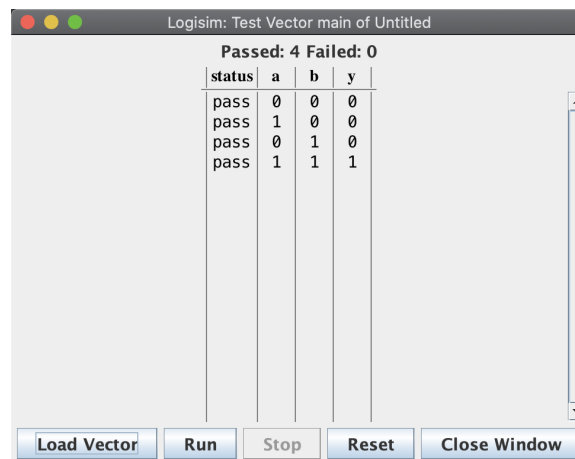 Logisim: Test Vector main of Untitled
Passed: 4 Failed: 0
status a b y
pass 0 0 0
pass 1 0 0
pass 0 1 0
pass 1 1 1
Load Vector Run Stop Reset Close Window